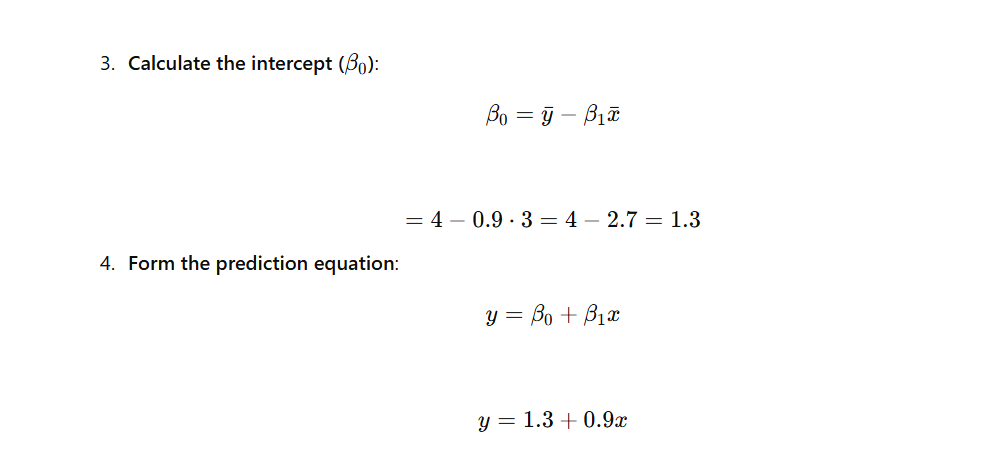 3. Calculate the intercept (β₀):
β₀ = ȳ − β₁x̄
= 4 − 0.9 · 3 = 4 − 2.7 = 1.3
4. Form the prediction equation:
y = β₀ + β₁x
y = 1.3 + 0.9x